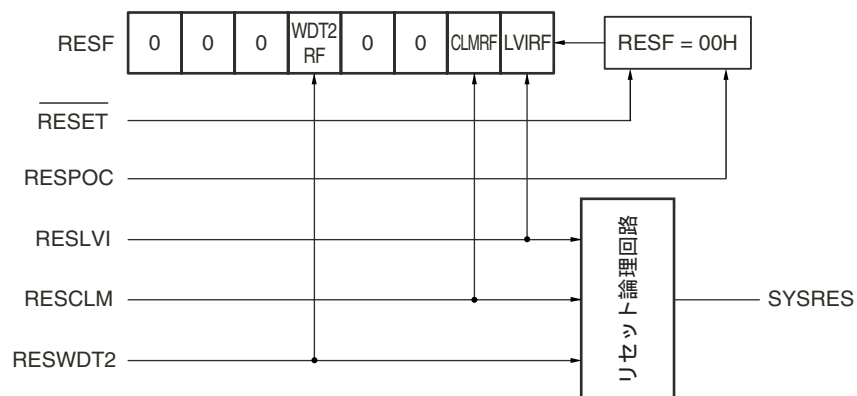 RESF 0 0 0 WDT2 RF 0 0 CLMRF LVIRF RESF = 00H
RESET
RESPOC
RESLVI
RESCLM
RESWDT2
リセット論理回路
SYSRES